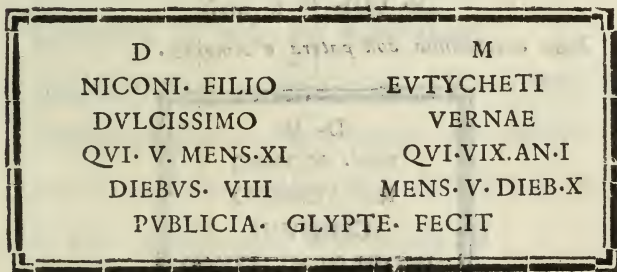 D M
NICONI· FILIO EVTYCHETI
DVLCISSIMO VERNAE
QVI· V. MENS·XI QVI·VIX.AN·I
DIEBVS· VIII MENS· V· DIEB·X
PVBLICIA· GLYPTE· FECIT